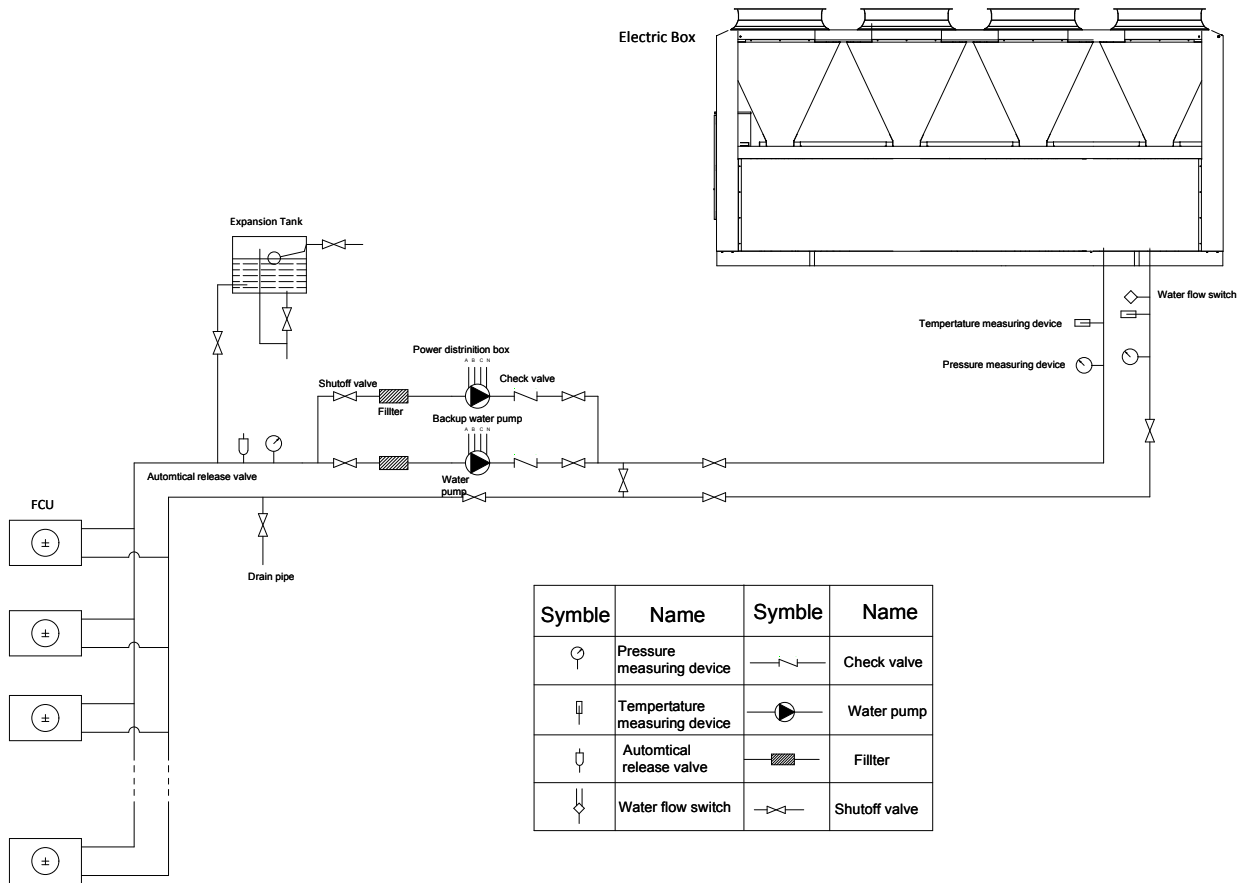 Electric Box
Expansion Tank
Water flow switch
Tempertature measuring device
Power distrinition box
A B C N
Pressure measuring device
Shutoff valve
Check valve
Fillter
Backup water pump
A B C N
Automtical release valve
Water
pump
FCU
±
Drain pipe
±
±
±
Symble Name Symble Name
Pressure
measuring device
Check valve
Tempertature
measuring device
Water pump
Automtical
release valve
Fillter
Water flow switch
Shutoff valve